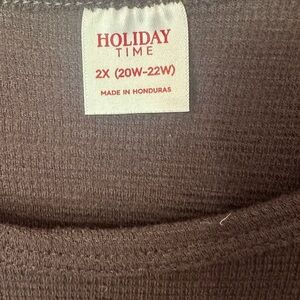 HOLIDAY
TIME
2X (20W-22W)
MADE IN HONDURAS